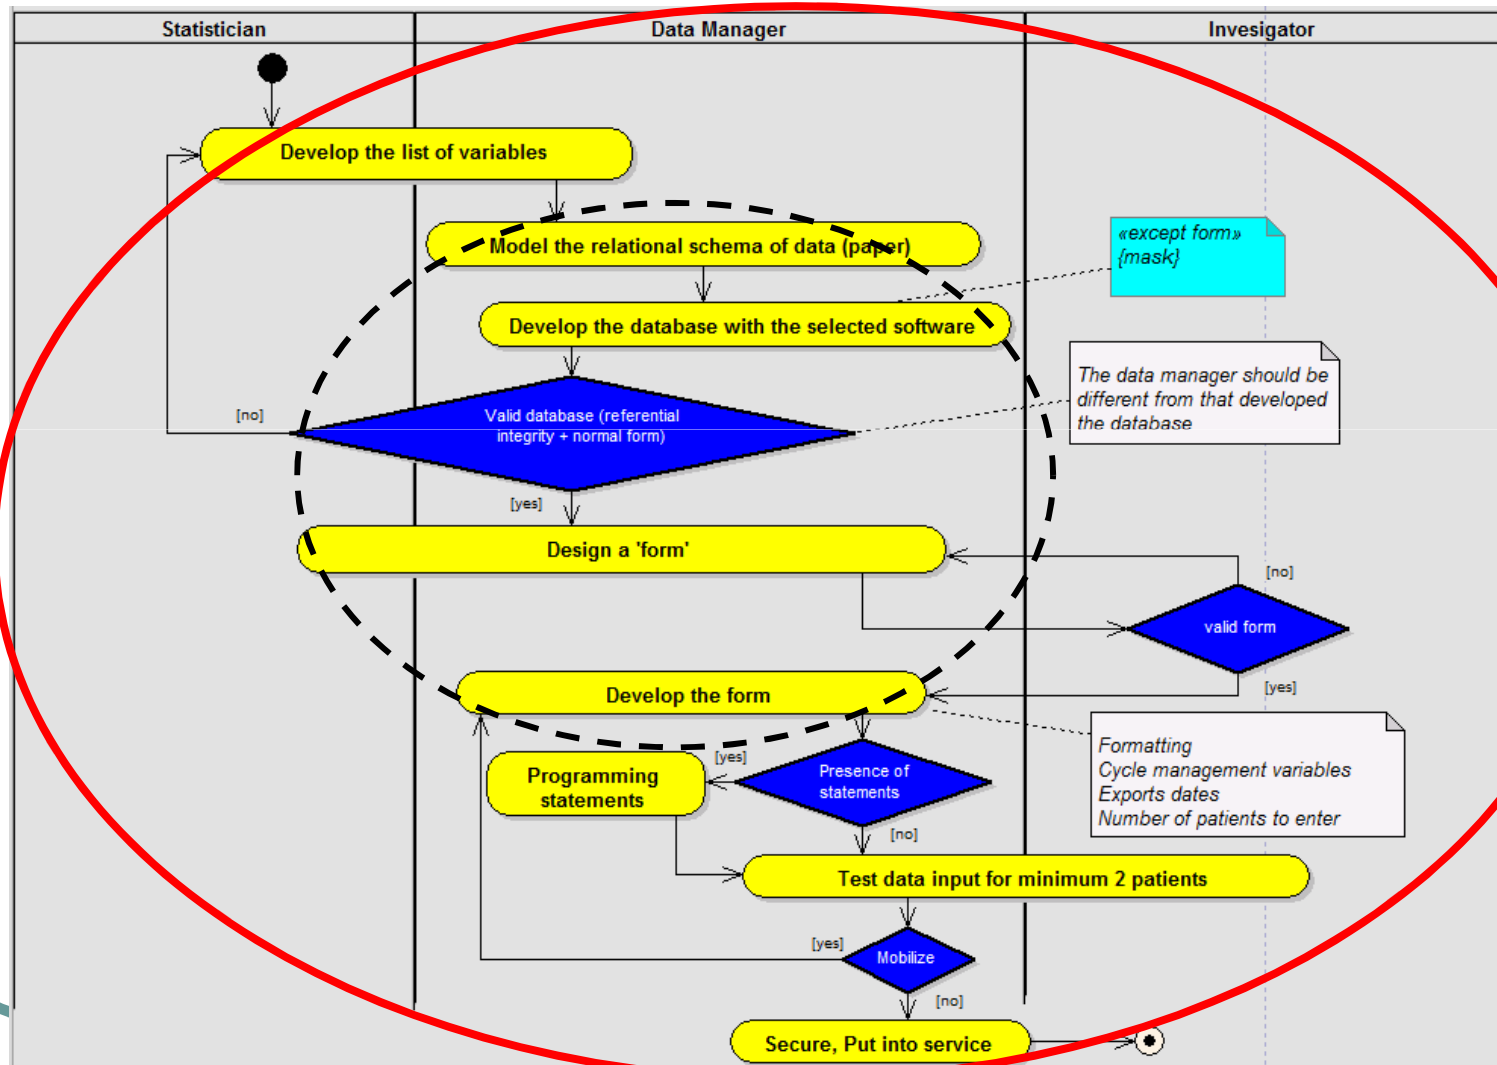 Statistician
Data Manager
Invesigator
Develop the list of variables
Model the relational schema of data (paper)
«except form»
{mask}
Develop the database with the selected software
The data manager should be
different from that developed
the database
[no]
Valid database (referential
integrity + normal form)
[yes]
Design a 'form'
[no]
valid form
[yes]
Develop the form
Formatting
Cycle management variables
Exports dates
Number of patients to enter
[yes]
Presence of
statements
Programming
statements
[no]
Test data input for minimum 2 patients
[yes]
Mobilize
[no]
Secure, Put into service